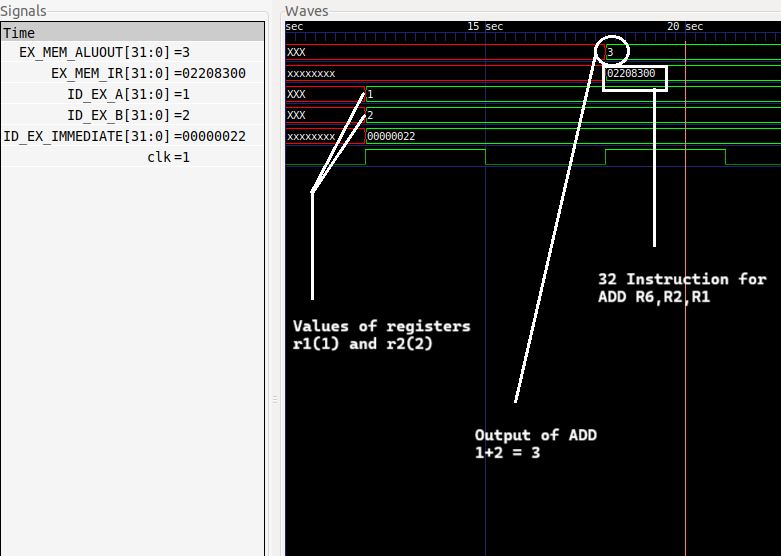 Signals
Waves
Time
sec
15 sec
20 sec
EX_MEM_ALUOUT[31:0] =3
XXX
3
EX_MEM_IR[31:0] =02208300
xxxxxxxx
02208300
ID_EX_A[31:0] =1
XXX
1
ID_EX_B[31:0] =2
XXX
2
ID_EX_IMMEDIATE[31:0] =00000022
xxxxxxxx
00000022
clk =1
32 Instruction for
ADD R6,R2,R1
Values of registers
r1(1) and r2(2)
Output of ADD
1+2 = 3